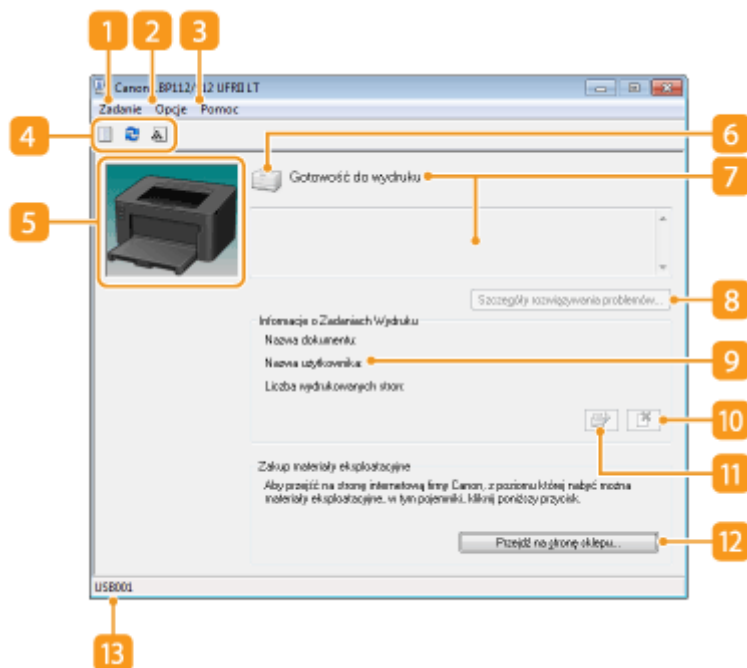 1 2 3
Canon LBP112/112 UFRII LT
Zadanie Opcje Pomoc
4
5
6
Gotowość do wydruku
7
Szczegóły rozwiązywania problemów...
8
Informacje o Zadaniach Wydruku
Nazwa dokumentu:
Nazwa użytkownika:
9
Liczba wydrukowanych stron:
10
11
Zakup materiały eksploatacyjne
Aby przejść na stronę internetową firmy Canon, z poziomu której nabyć można
materiały eksploatacyjne, w tym pojemniki, kliknij poniższy przycisk.
Przejdź na stronę sklepu...
12
USB001
13